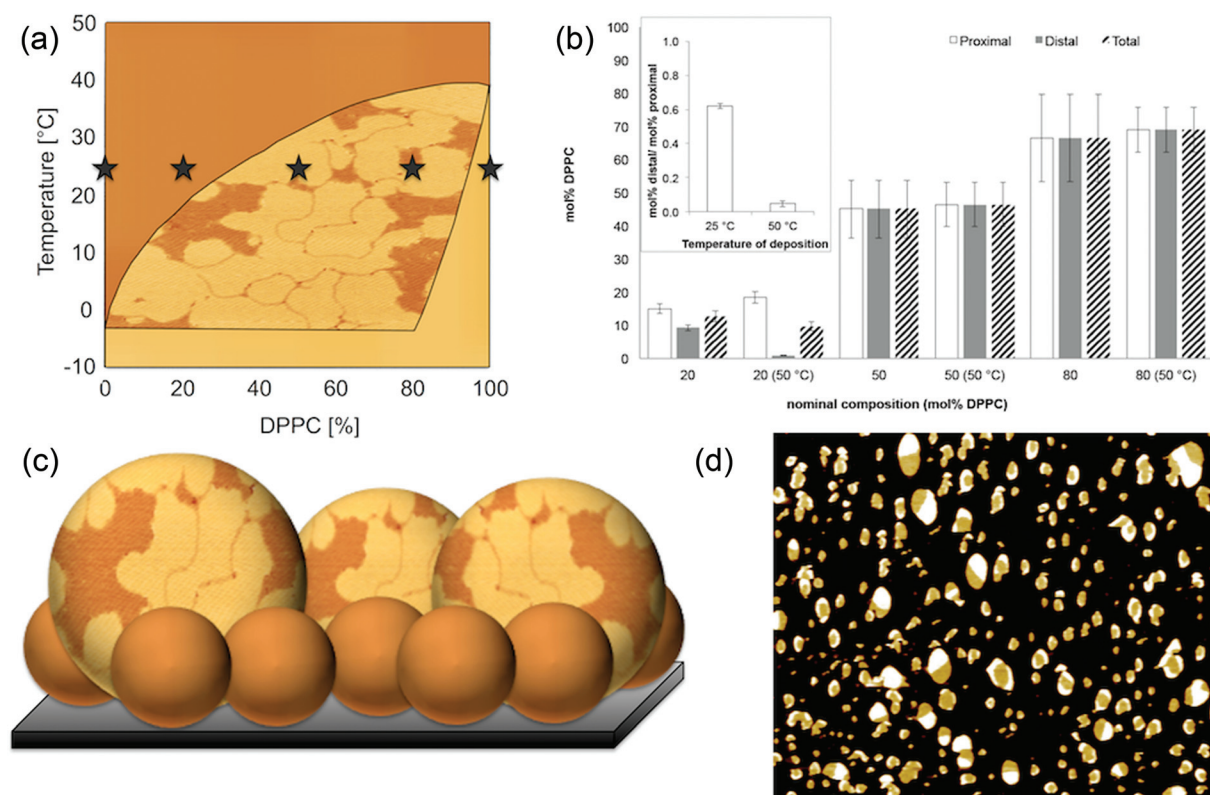 (a)
50
40
30
20
10
0
-10
Temperature [°C]
0 20 40 60 80 100
DPPC [%]
(b)
100
90
80
70
60
50
40
30
20
10
0
mol% DPPC
Proximal Distal Total
1.0
0.8
0.6
0.4
0.2
0.0
mol% distal/ mol% proximal
25 °C 50 °C
Temperature of deposition
20 20 (50 °C) 50 50 (50 °C) 80 80 (50 °C)
nominal composition (mol% DPPC)
(c)
(d)